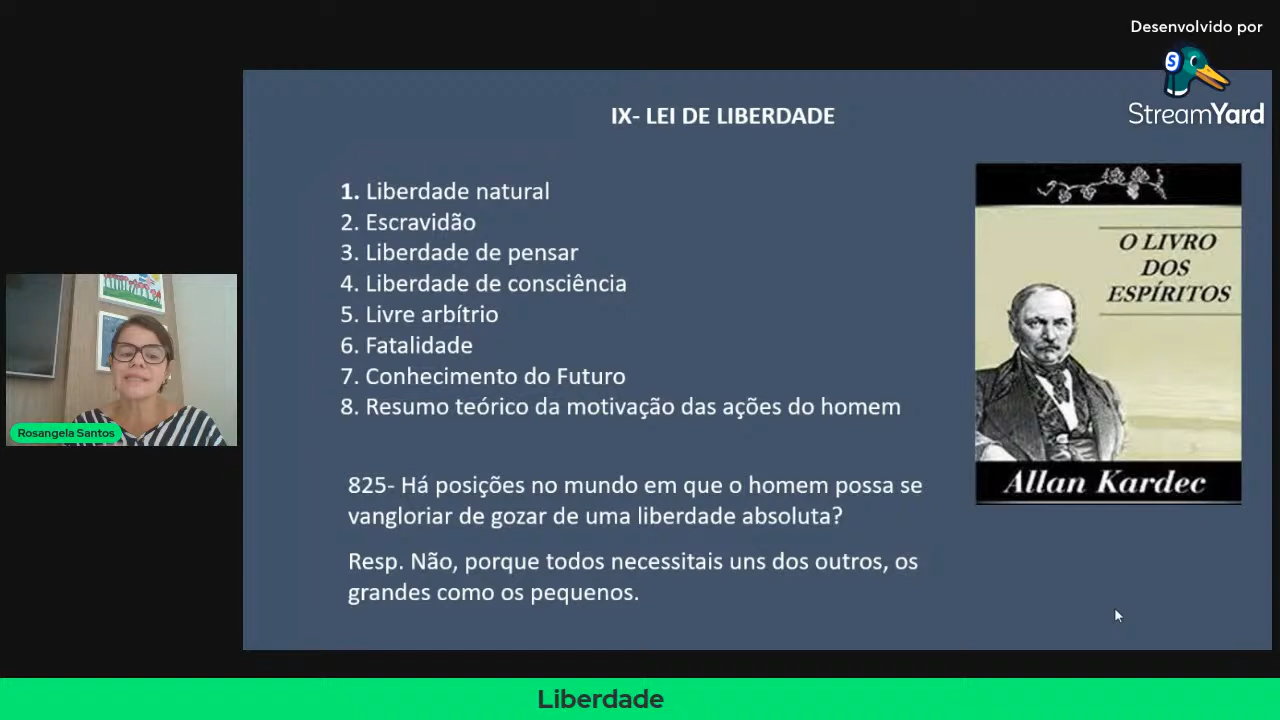 Desenvolvido por
StreamYard
IX- LEI DE LIBERDADE
1. Liberdade natural
2. Escravidão
3. Liberdade de pensar
4. Liberdade de consciência
5. Livre arbítrio
6. Fatalidade
7. Conhecimento do Futuro
8. Resumo teórico da motivação das ações do homem
825- Há posições no mundo em que o homem possa se
vangloriar de gozar de uma liberdade absoluta?
Resp. Não, porque todos necessitais uns dos outros, os
grandes como os pequenos.
O LIVRO
DOS
ESPÍRITOS
Allan Kardec
Rosangela Santos
Liberdade